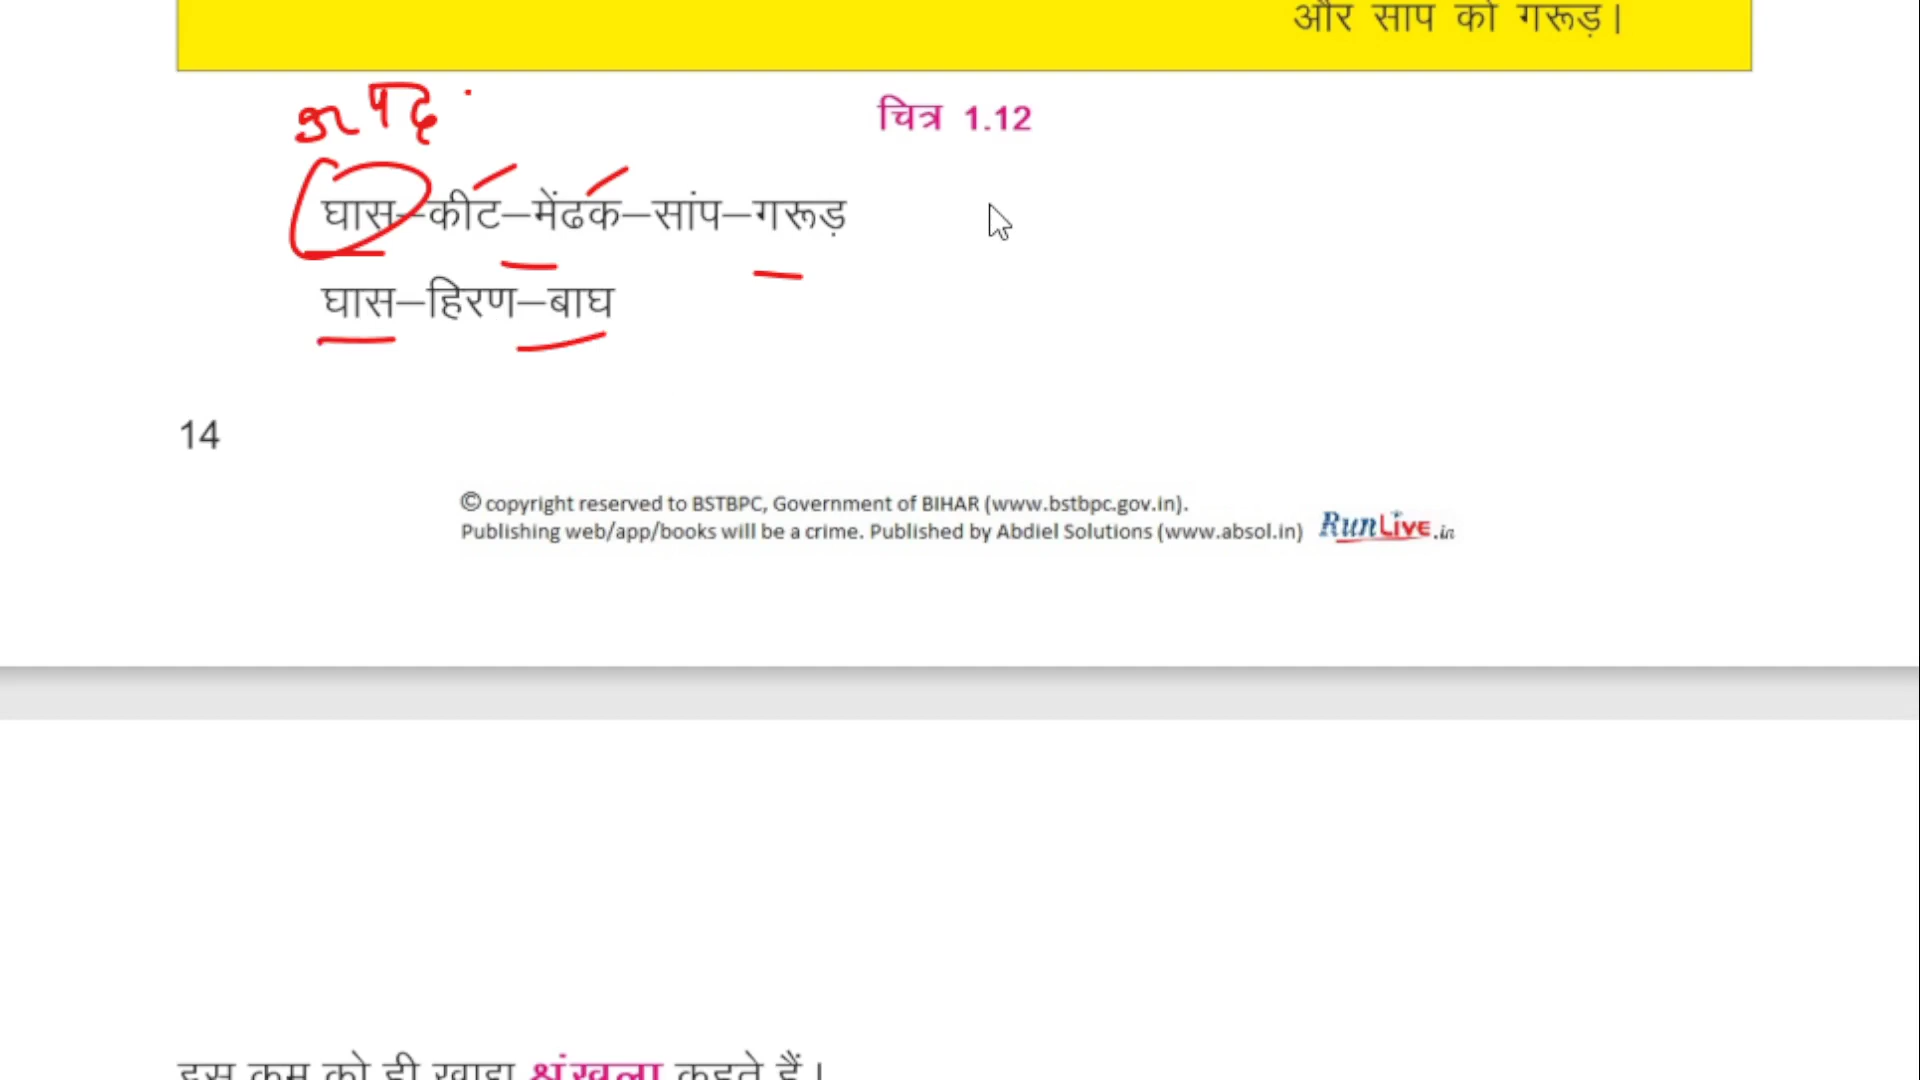 और सांप को गरूड़।
चित्र 1.12
घास–कीट–मेंढक–सांप–गरूड़
घास–हिरण–बाघ
14
© copyright reserved to BSTBPC, Government of BIHAR (www.bstbpc.gov.in).
Publishing web/app/books will be a crime. Published by Abdiel Solutions (www.absol.in) RunLive.in
इस क्रम को ही खाद्य श्रृंखला कहते हैं।